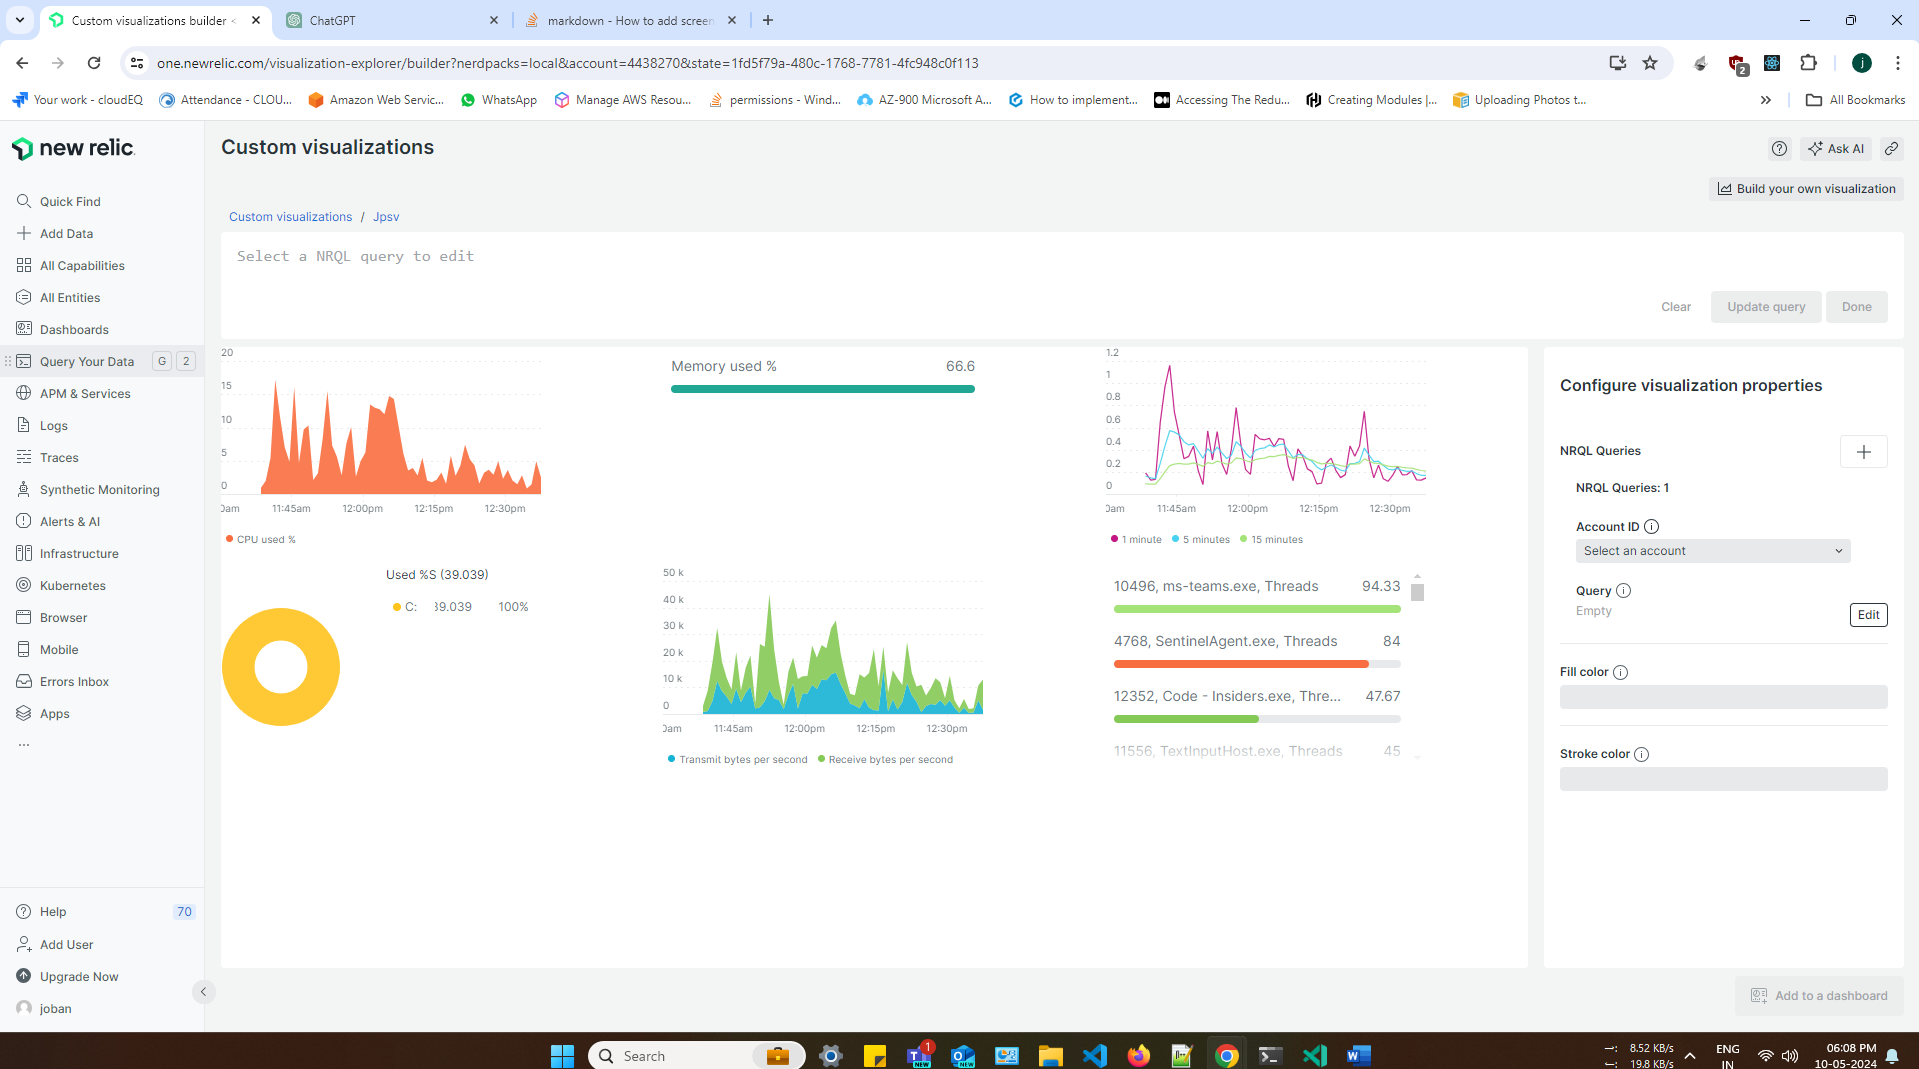 Custom visualizations builder <
ChatGPT
markdown - How to add screen
one.newrelic.com/visualization-explorer/builder?nerdpacks=local&account=4438270&state=1fd5f79a-480c-1768-7781-4fc948c0f113
2
j
Your work - cloudEQ
Attendance - CLOU...
Amazon Web Servic...
WhatsApp
Manage AWS Resou...
permissions - Wind...
AZ-900 Microsoft A...
How to implement...
Accessing The Redu...
Creating Modules |...
Uploading Photos t...
All Bookmarks
new relic.
Quick Find
Add Data
All Capabilities
All Entities
Dashboards
Query Your Data G 2
APM & Services
Logs
Traces
Synthetic Monitoring
Alerts & AI
Infrastructure
Kubernetes
Browser
Mobile
Errors Inbox
Apps
...
Help 70
Add User
Upgrade Now
joban
Custom visualizations
Ask AI
Build your own visualization
Custom visualizations / Jpsv
Select a NRQL query to edit
Clear
Update query
Done
20
15
10
5
0
0am 11:45am 12:00pm 12:15pm 12:30pm
CPU used %
Memory used % 66.6
1.2
1
0.8
0.6
0.4
0.2
0
0am 11:45am 12:00pm 12:15pm 12:30pm
1 minute 5 minutes 15 minutes
Used %S (39.039)
C: 39.039 100%
50 k
40 k
30 k
20 k
10 k
0
0am 11:45am 12:00pm 12:15pm 12:30pm
Transmit bytes per second Receive bytes per second
10496, ms-teams.exe, Threads 94.33
4768, SentinelAgent.exe, Threads 84
12352, Code - Insiders.exe, Thre... 47.67
11556, TextInputHost.exe, Threads 45
Configure visualization properties
NRQL Queries
NRQL Queries: 1
Account ID
Select an account
Query
Empty
Edit
Fill color
Stroke color
Add to a dashboard
Search
1
NEW
NEW
8.52 KB/s
19.8 KB/s
ENG
IN
06:08 PM
10-05-2024